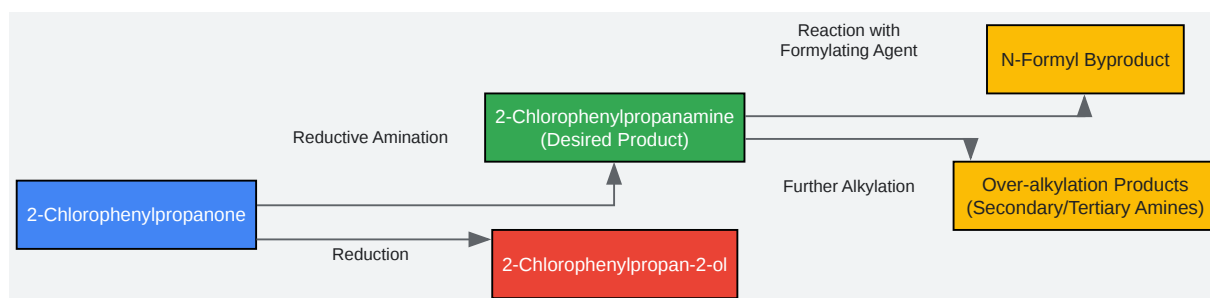 Reaction with
Formylating Agent
N-Formyl Byproduct
2-Chlorophenylpropanamine
(Desired Product)
Reductive Amination
Further Alkylation
Over-alkylation Products
(Secondary/Tertiary Amines)
2-Chlorophenylpropanone
Reduction
2-Chlorophenylpropan-2-ol